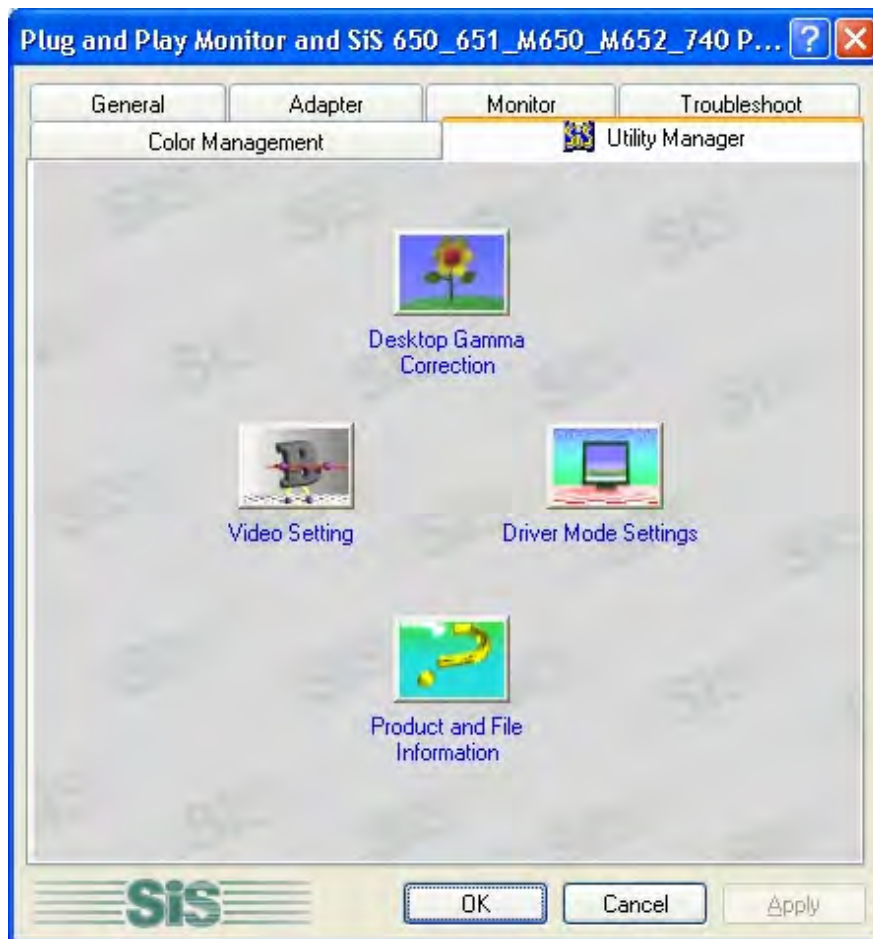 Plug and Play Monitor and SiS 650_651_M650_M652_740 P...
General
Adapter
Monitor
Troubleshoot
Color Management
Utility Manager
Desktop Gamma
Correction
Video Setting
Driver Mode Settings
Product and File
Information
SiS
OK
Cancel
Apply